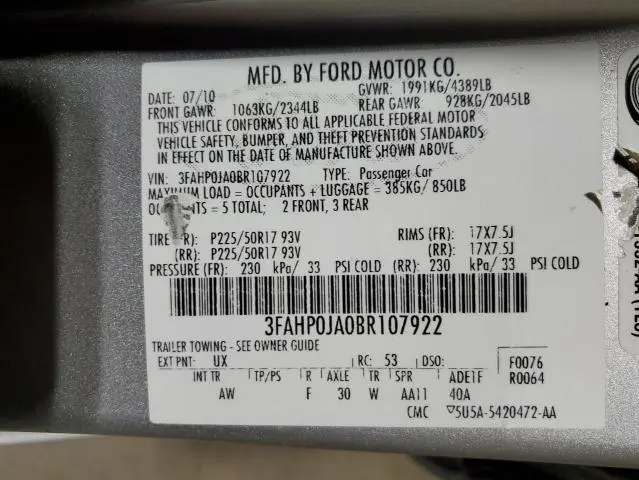 MFD. BY FORD MOTOR CO.
DATE: 07/10 GVWR: 1991KG/4389LB
FRONT GAWR: 1063KG/2344LB REAR GAWR: 928KG/2045LB
THIS VEHICLE CONFORMS TO ALL APPLICABLE FEDERAL MOTOR
VEHICLE SAFETY, BUMPER, AND THEFT PREVENTION STANDARDS
IN EFFECT ON THE DATE OF MANUFACTURE SHOWN ABOVE.
VIN: 3FAHP0JA0BR107922 TYPE: Passenger Car
LOAD = OCCUPANTS + LUGGAGE = 385KG/ 850LB
= 5 TOTAL; 2 FRONT, 3 REAR
TIRE P225/50R17 93V RIMS (FR): 17X7.5J
(RR): P225/50R17 93V (RR): 17X7.5J
PRESSURE (FR): 230 kPa/ 33 PSI COLD (RR): 230 kPa/ 33 PSI COLD
3FAHP0JA0BR107922
TRAILER TOWING - SEE OWNER GUIDE
EXT PNT: UX RC: 53 DSO: F0076
INT TR TP/PS R AXLE TR SPR ADE1F R0064
AW F 30 W AA11 40A
CMC 5U5A-5420472-AA